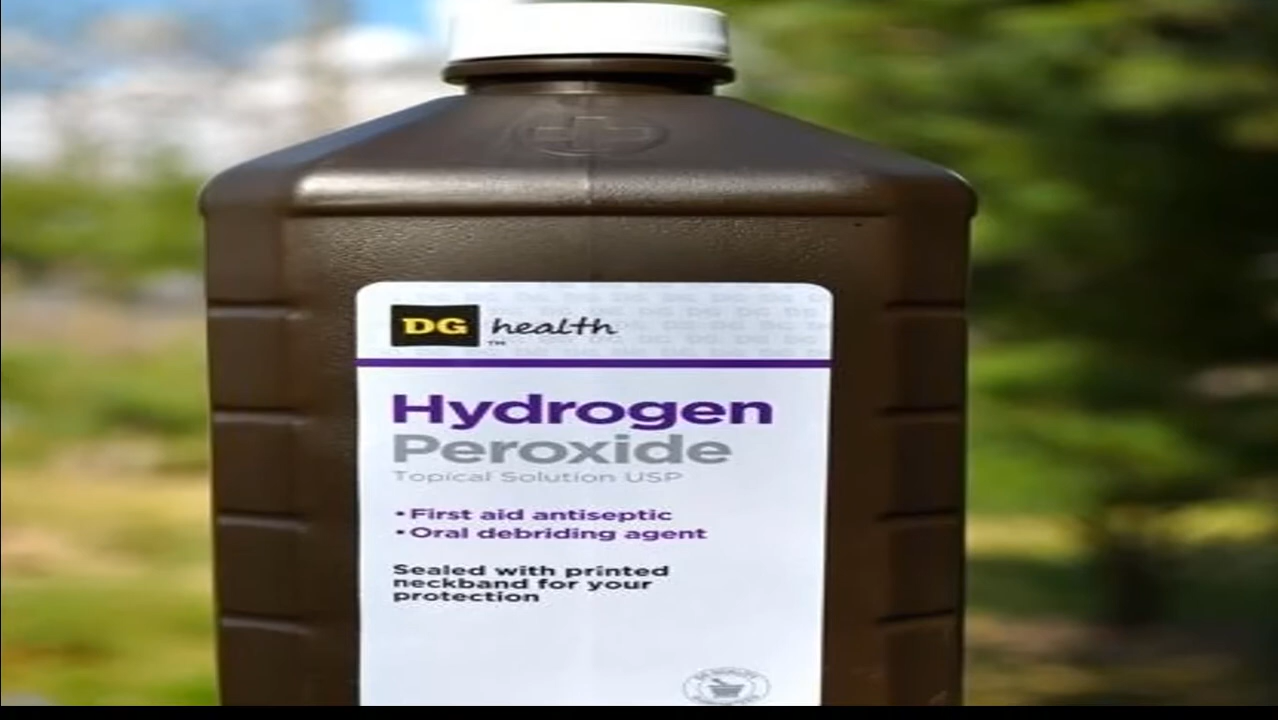 DG health™
Hydrogen
Peroxide
Topical Solution USP
• First aid antiseptic
• Oral debriding agent
Sealed with printed
neckband for your
protection